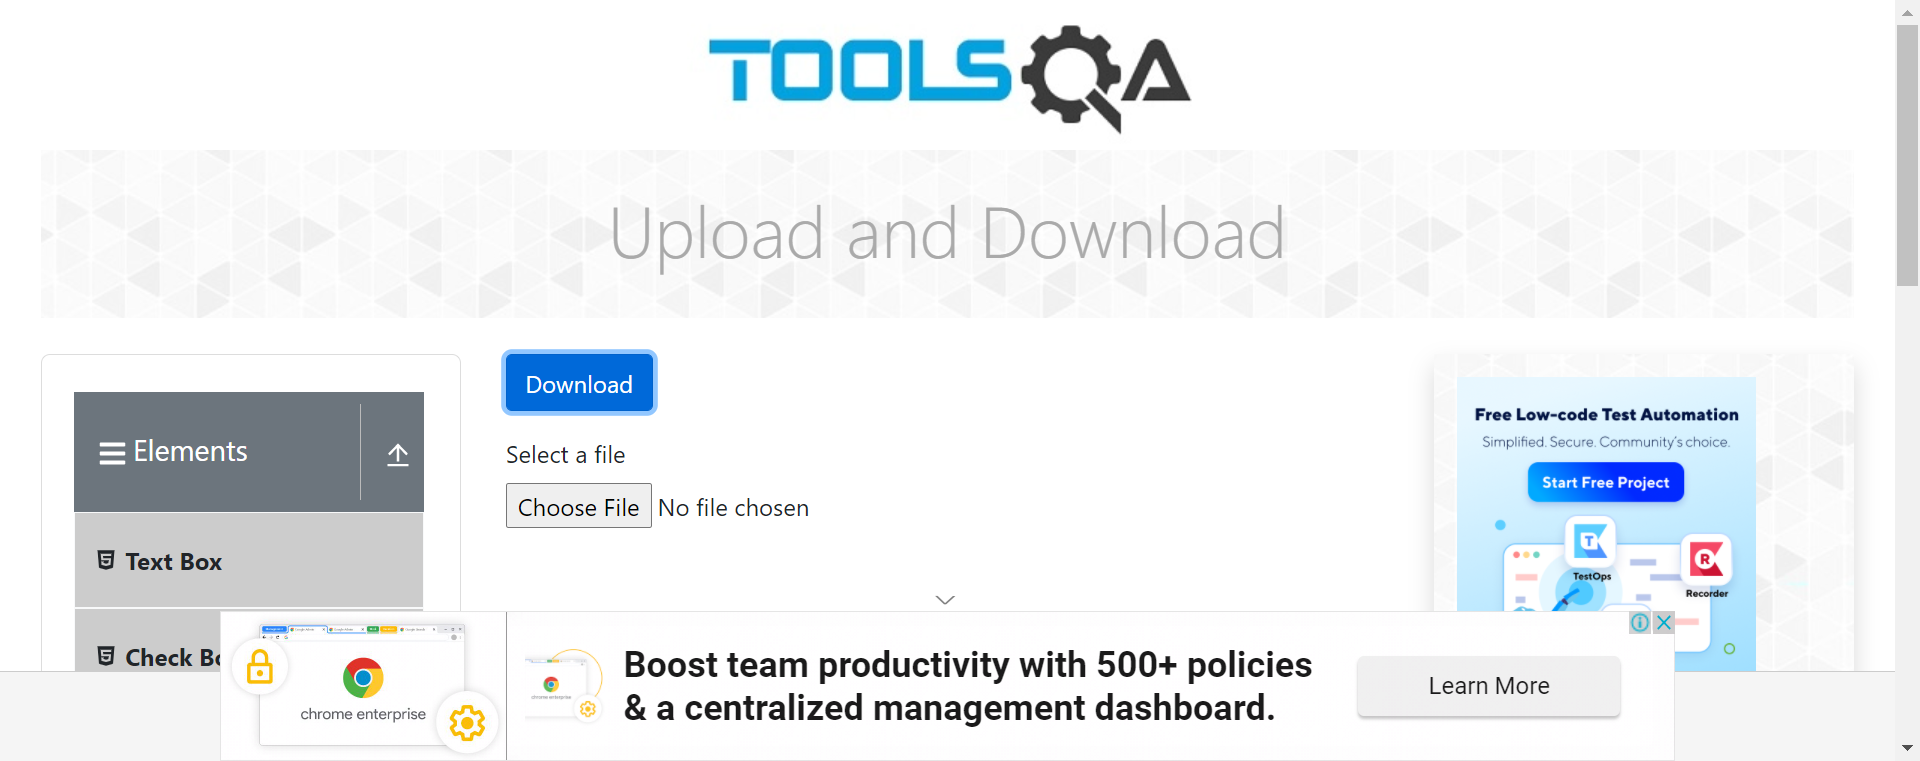 TOOLSQA
Upload and Download
Download
Elements
Select a file
Choose File No file chosen
Text Box
Check Bo
Free Low-code Test Automation
Simplified. Secure. Community's choice.
Start Free Project
TestOps
Recorder
chrome enterprise
chrome enterprise
Boost team productivity with 500+ policies
& a centralized management dashboard.
Learn More